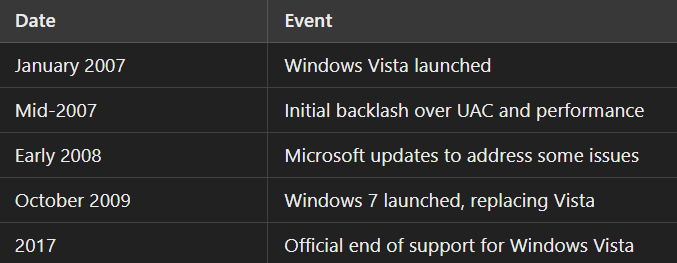 Date Event
January 2007 Windows Vista launched
Mid-2007 Initial backlash over UAC and performance
Early 2008 Microsoft updates to address some issues
October 2009 Windows 7 launched, replacing Vista
2017 Official end of support for Windows Vista